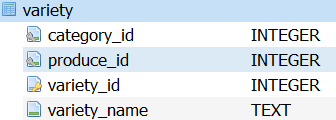 variety
category_id INTEGER
produce_id INTEGER
variety_id INTEGER
variety_name TEXT